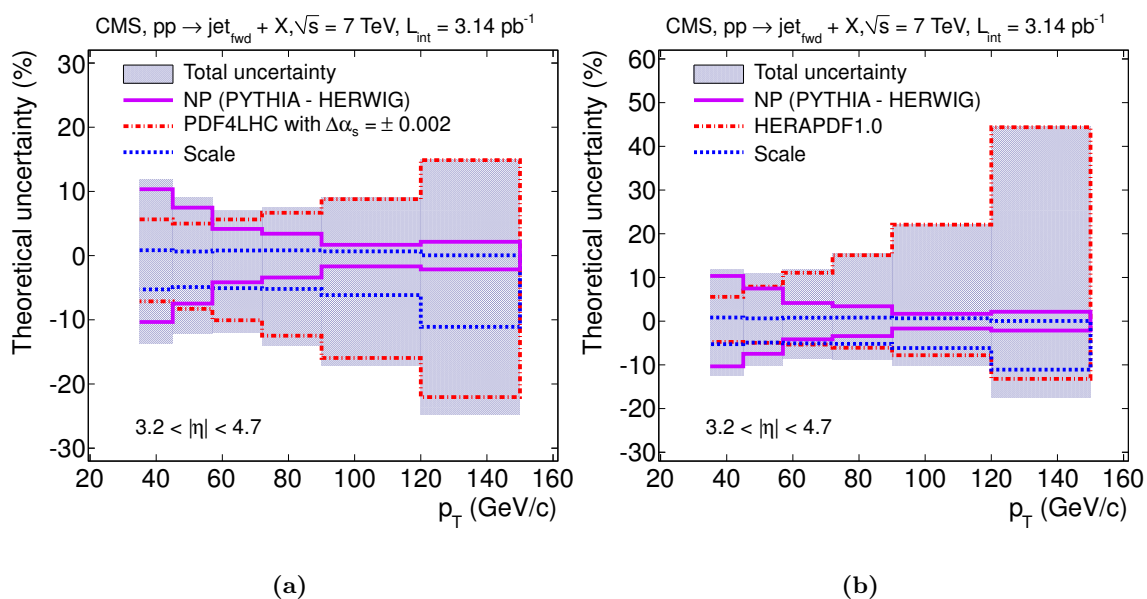 CMS, pp → jet_fwd + X, √s = 7 TeV, L_int = 3.14 pb⁻¹
Theoretical uncertainty (%)
30
20
10
0
-10
-20
-30
Total uncertainty
NP (PYTHIA - HERWIG)
PDF4LHC with Δα_s = ± 0.002
Scale
3.2 < |η| < 4.7
20 40 60 80 100 120 140 160
p_T (GeV/c)
(a)
CMS, pp → jet_fwd + X, √s = 7 TeV, L_int = 3.14 pb⁻¹
Theoretical uncertainty (%)
60
50
40
30
20
10
0
-10
-20
-30
Total uncertainty
NP (PYTHIA - HERWIG)
HERAPDF1.0
Scale
3.2 < |η| < 4.7
20 40 60 80 100 120 140 160
p_T (GeV/c)
(b)